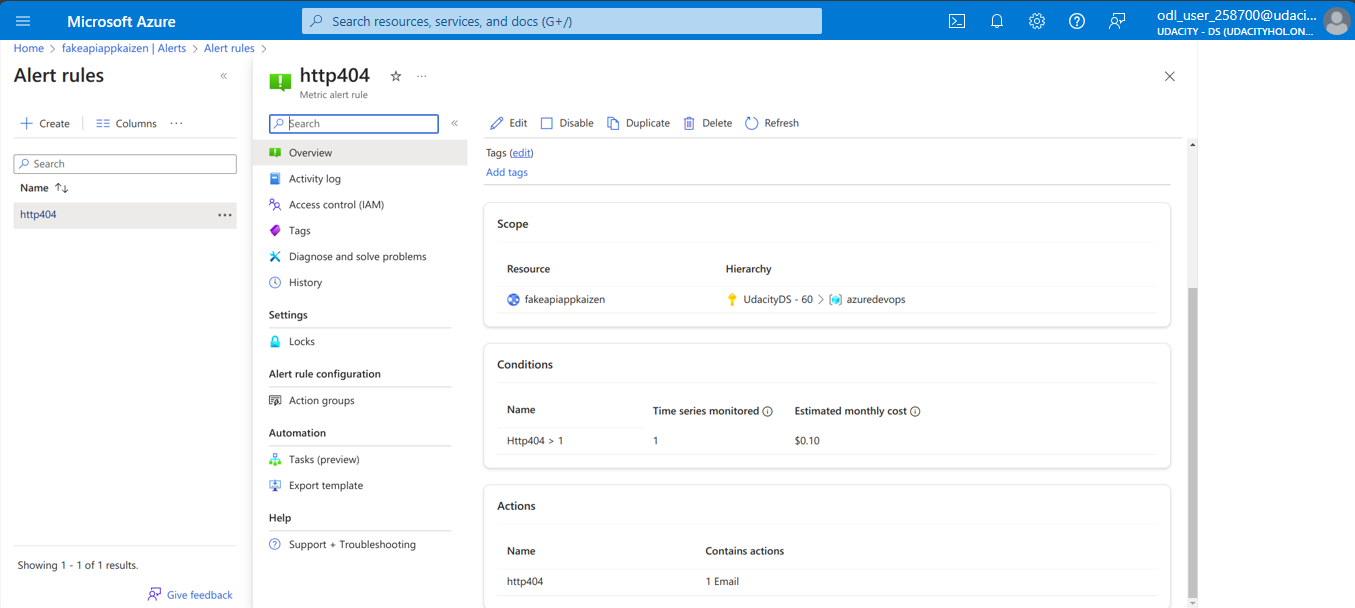 Microsoft Azure
Search resources, services, and docs (G+/)
odl_user_258700@udaci...
UDACITY - DS (UDACITYHOL.ON...
Home > fakeapiappkaizen | Alerts > Alert rules >
Alert rules
«
Create
Columns
...
Search
Name ↑↓
http404
...
Showing 1 - 1 of 1 results.
Give feedback
http404
...
Metric alert rule
Search
«
Overview
Activity log
Access control (IAM)
Tags
Diagnose and solve problems
History
Settings
Locks
Alert rule configuration
Action groups
Automation
Tasks (preview)
Export template
Help
Support + Troubleshooting
Edit
Disable
Duplicate
Delete
Refresh
Tags (edit)
Add tags
Scope
Resource Hierarchy
fakeapiappkaizen UdacityDS - 60 > azuredevops
Conditions
Name Time series monitored Estimated monthly cost
Http404 > 1 1 $0.10
Actions
Name Contains actions
http404 1 Email